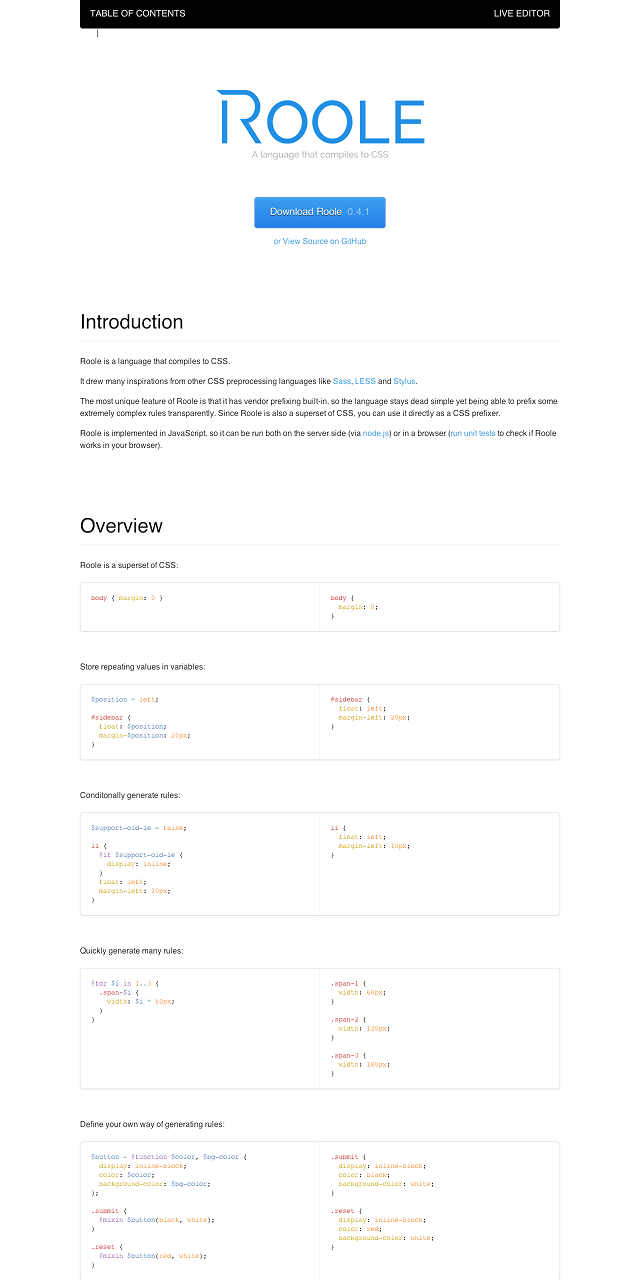 TABLE OF CONTENTS
LIVE EDITOR
ROOLE
A language that compiles to CSS
Download Roole 0.4.1
or View Source on GitHub
Introduction
Roole is a language that compiles to CSS.
It drew many inspirations from other CSS preprocessing languages like Sass, LESS and Stylus.
The most unique feature of Roole is that it has vendor prefixing built-in, so the language stays dead simple yet being able to prefix some
extremely complex rules transparently. Since Roole is also a superset of CSS, you can use it directly as a CSS prefixer.
Roole is implemented in JavaScript, so it can be run both on the server side (via node.js) or in a browser (run unit tests to check if Roole
works in your browser).
Overview
Roole is a superset of CSS:
body { margin: 0 }
body {
margin: 0;
}
Store repeating values in variables:
$position = left;
#sidebar {
float: $position;
margin-$position: 20px;
}
#sidebar {
float: left;
margin-left: 20px;
}
Conditonally generate rules:
$support-old-ie = false;
li {
@if $support-old-ie {
display: inline;
}
float: left;
margin-left: 10px;
}
li {
float: left;
margin-left: 10px;
}
Quickly generate many rules:
@for $i in 1..3 {
.span-$i {
width: $i * 60px;
}
}
.span-1 {
width: 60px;
}
.span-2 {
width: 120px;
}
.span-3 {
width: 180px;
}
Define your own way of generating rules:
$button = @function $color, $bg-color {
display: inline-block;
color: $color;
background-color: $bg-color;
};
.submit {
@mixin $button(black, white);
}
.reset {
@mixin $button(red, white);
}
.submit {
display: inline-block;
color: black;
background-color: white;
}
.reset {
display: inline-block;
color: red;
background-color: white;
}